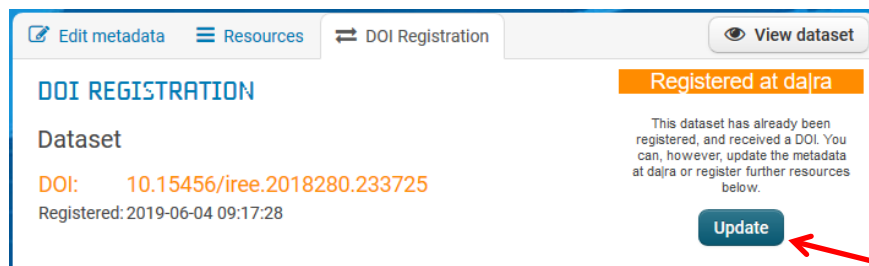 Edit metadata
Resources
DOI Registration
View dataset
DOI REGISTRATION
Dataset
DOI: 10.15456/iree.2018280.233725
Registered: 2019-06-04 09:17:28
Registered at da|ra
This dataset has already been
registered, and received a DOI. You
can, however, update the metadata
at da|ra or register further resources
below.
Update